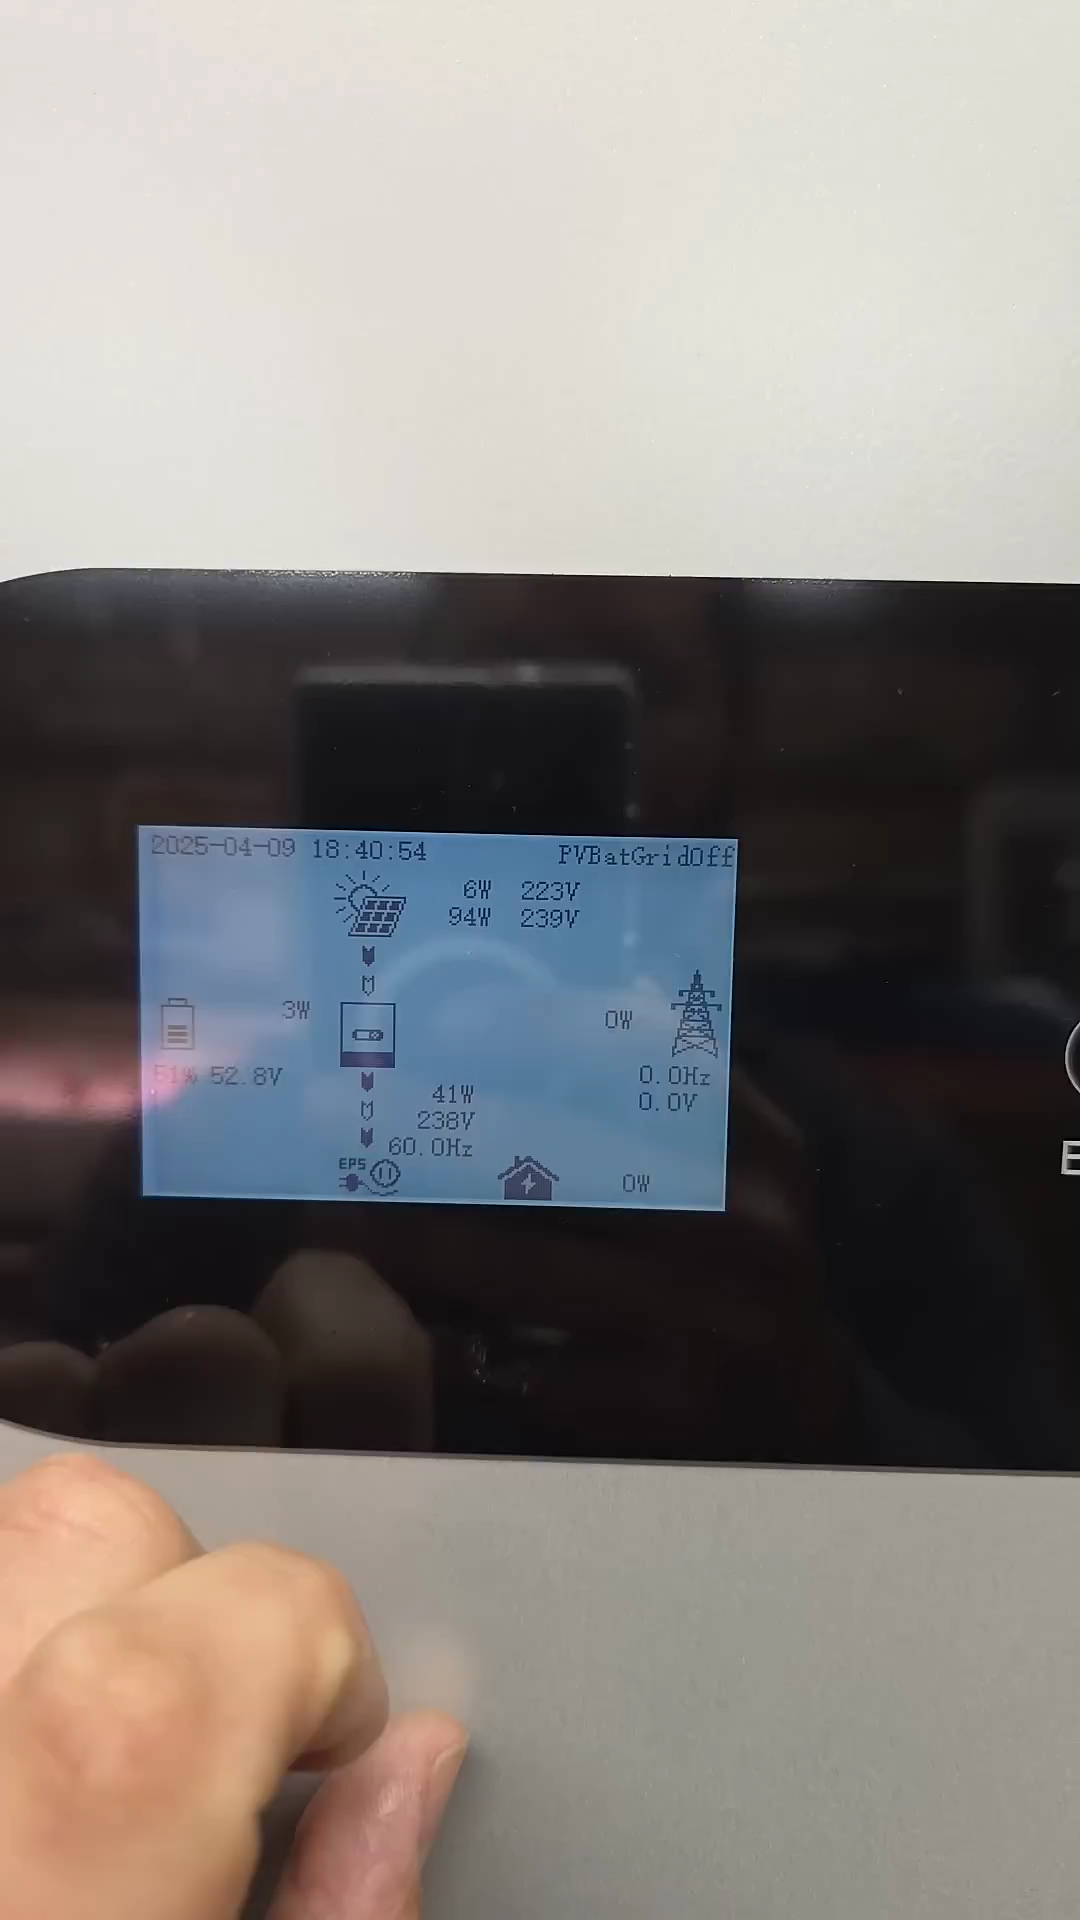 2025-04-09 18:40:54 PVBatGridOff
6W 223V
94W 239V
3W
0W
51% 52.8V
0.0Hz
0.0V
41W
238V
60.0Hz
EPS
0W